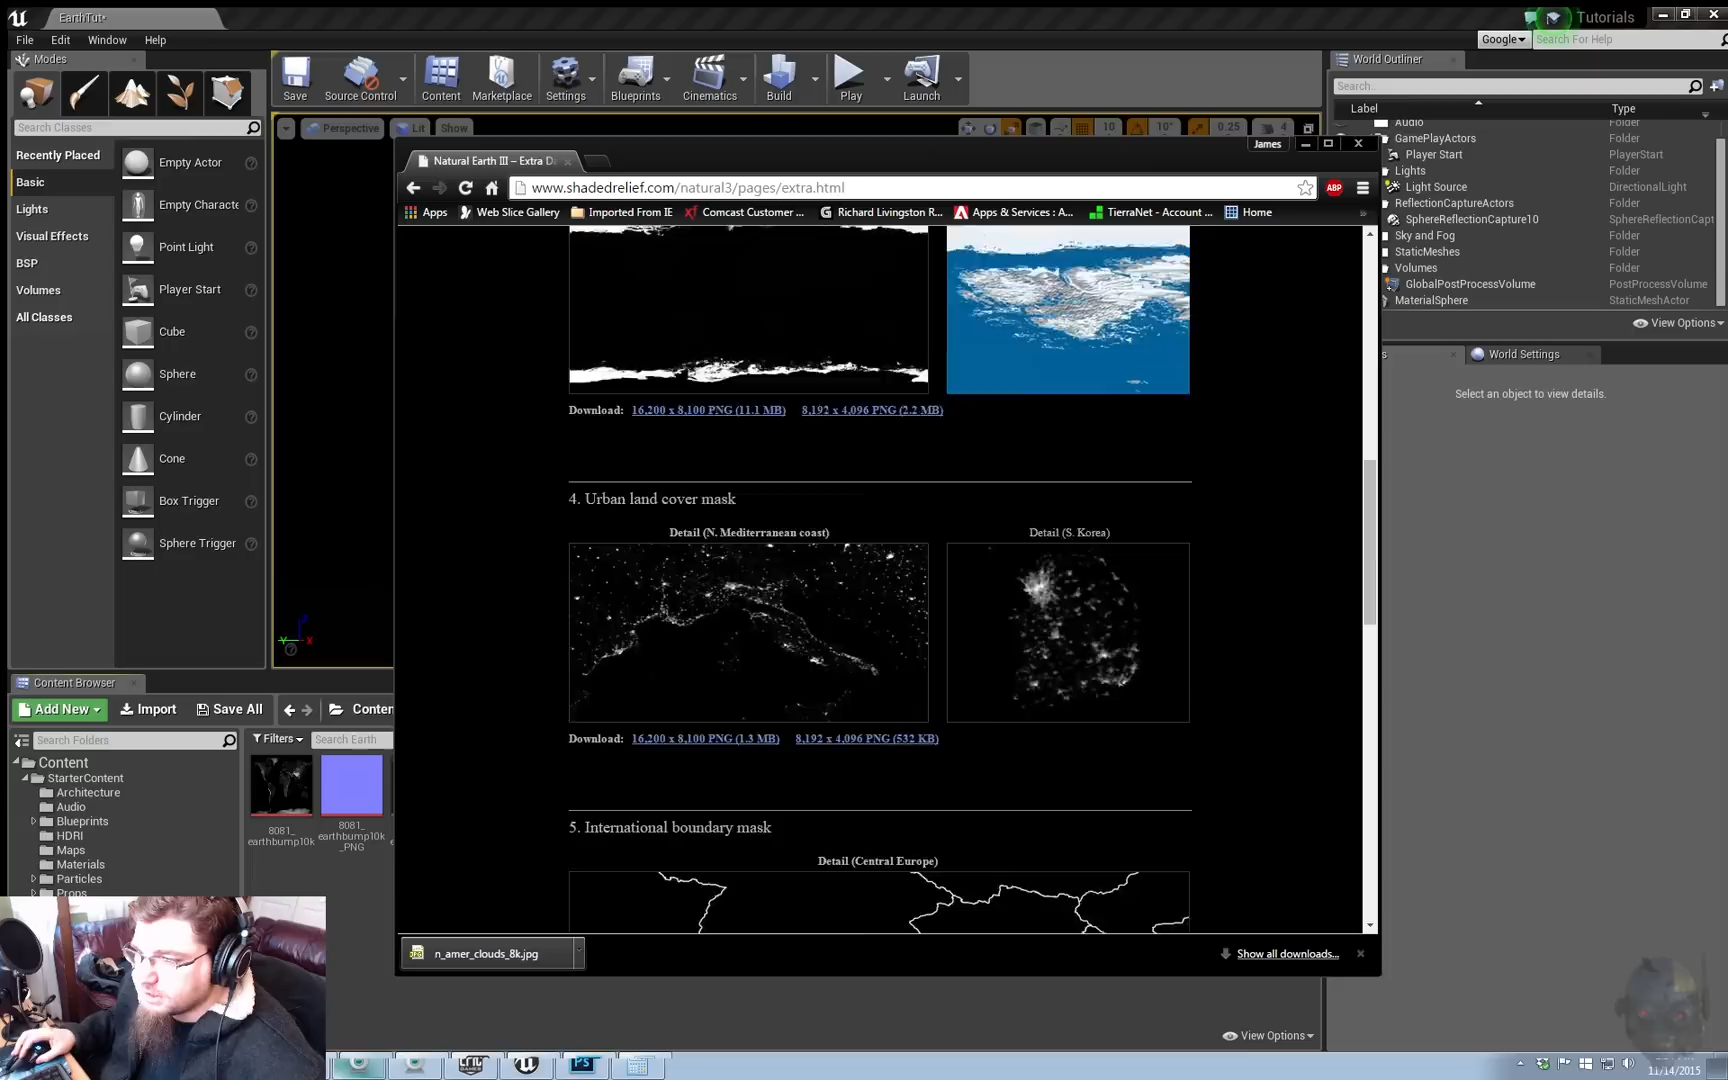 EarthTut*
Tutorials
File Edit Window Help
Google
Search For Help
Modes
Save
Source Control
Content
Marketplace
Settings
Blueprints
Cinematics
Build
Play
Launch
World Outliner
Search..
Label
Type
Search Classes
Perspective
Lit
Show
10
10°
0.25
4
Audio Folder
GamePlayActors Folder
Player Start PlayerStart
Lights Folder
Light Source DirectionalLight
ReflectionCaptureActors Folder
SphereReflectionCapture10 SphereReflectionCapt
Sky and Fog Folder
StaticMeshes Folder
Volumes Folder
GlobalPostProcessVolume PostProcessVolume
MaterialSphere StaticMeshActor
View Options
World Settings
Select an object to view details.
Recently Placed
Basic
Lights
Visual Effects
BSP
Volumes
All Classes
Empty Actor
Empty Characte
Point Light
Player Start
Cube
Sphere
Cylinder
Cone
Box Trigger
Sphere Trigger
James
Natural Earth III – Extra D
www.shadedrelief.com/natural3/pages/extra.html
ABP
Apps
Web Slice Gallery
Imported From IE
Comcast Customer ...
Richard Livingston R...
Apps & Services : A...
TierraNet - Account ...
Home
»
Download: 16,200 x 8,100 PNG (11.1 MB) 8,192 x 4,096 PNG (2.2 MB)
4. Urban land cover mask
Detail (N. Mediterranean coast)
Detail (S. Korea)
Download: 16,200 x 8,100 PNG (1.3 MB) 8,192 x 4,096 PNG (532 KB)
5. International boundary mask
Detail (Central Europe)
n_amer_clouds_8k.jpg
Show all downloads...
Y
X
Content Browser
Add New
Import
Save All
Conten
Search Folders
Filters
Search Earth
Content
StarterContent
Architecture
Audio
Blueprints
HDRI
Maps
Materials
Particles
Props
8081_
earthbump10k
8081_
earthbump10k
_PNG
View Options
Ps
11/14/2015